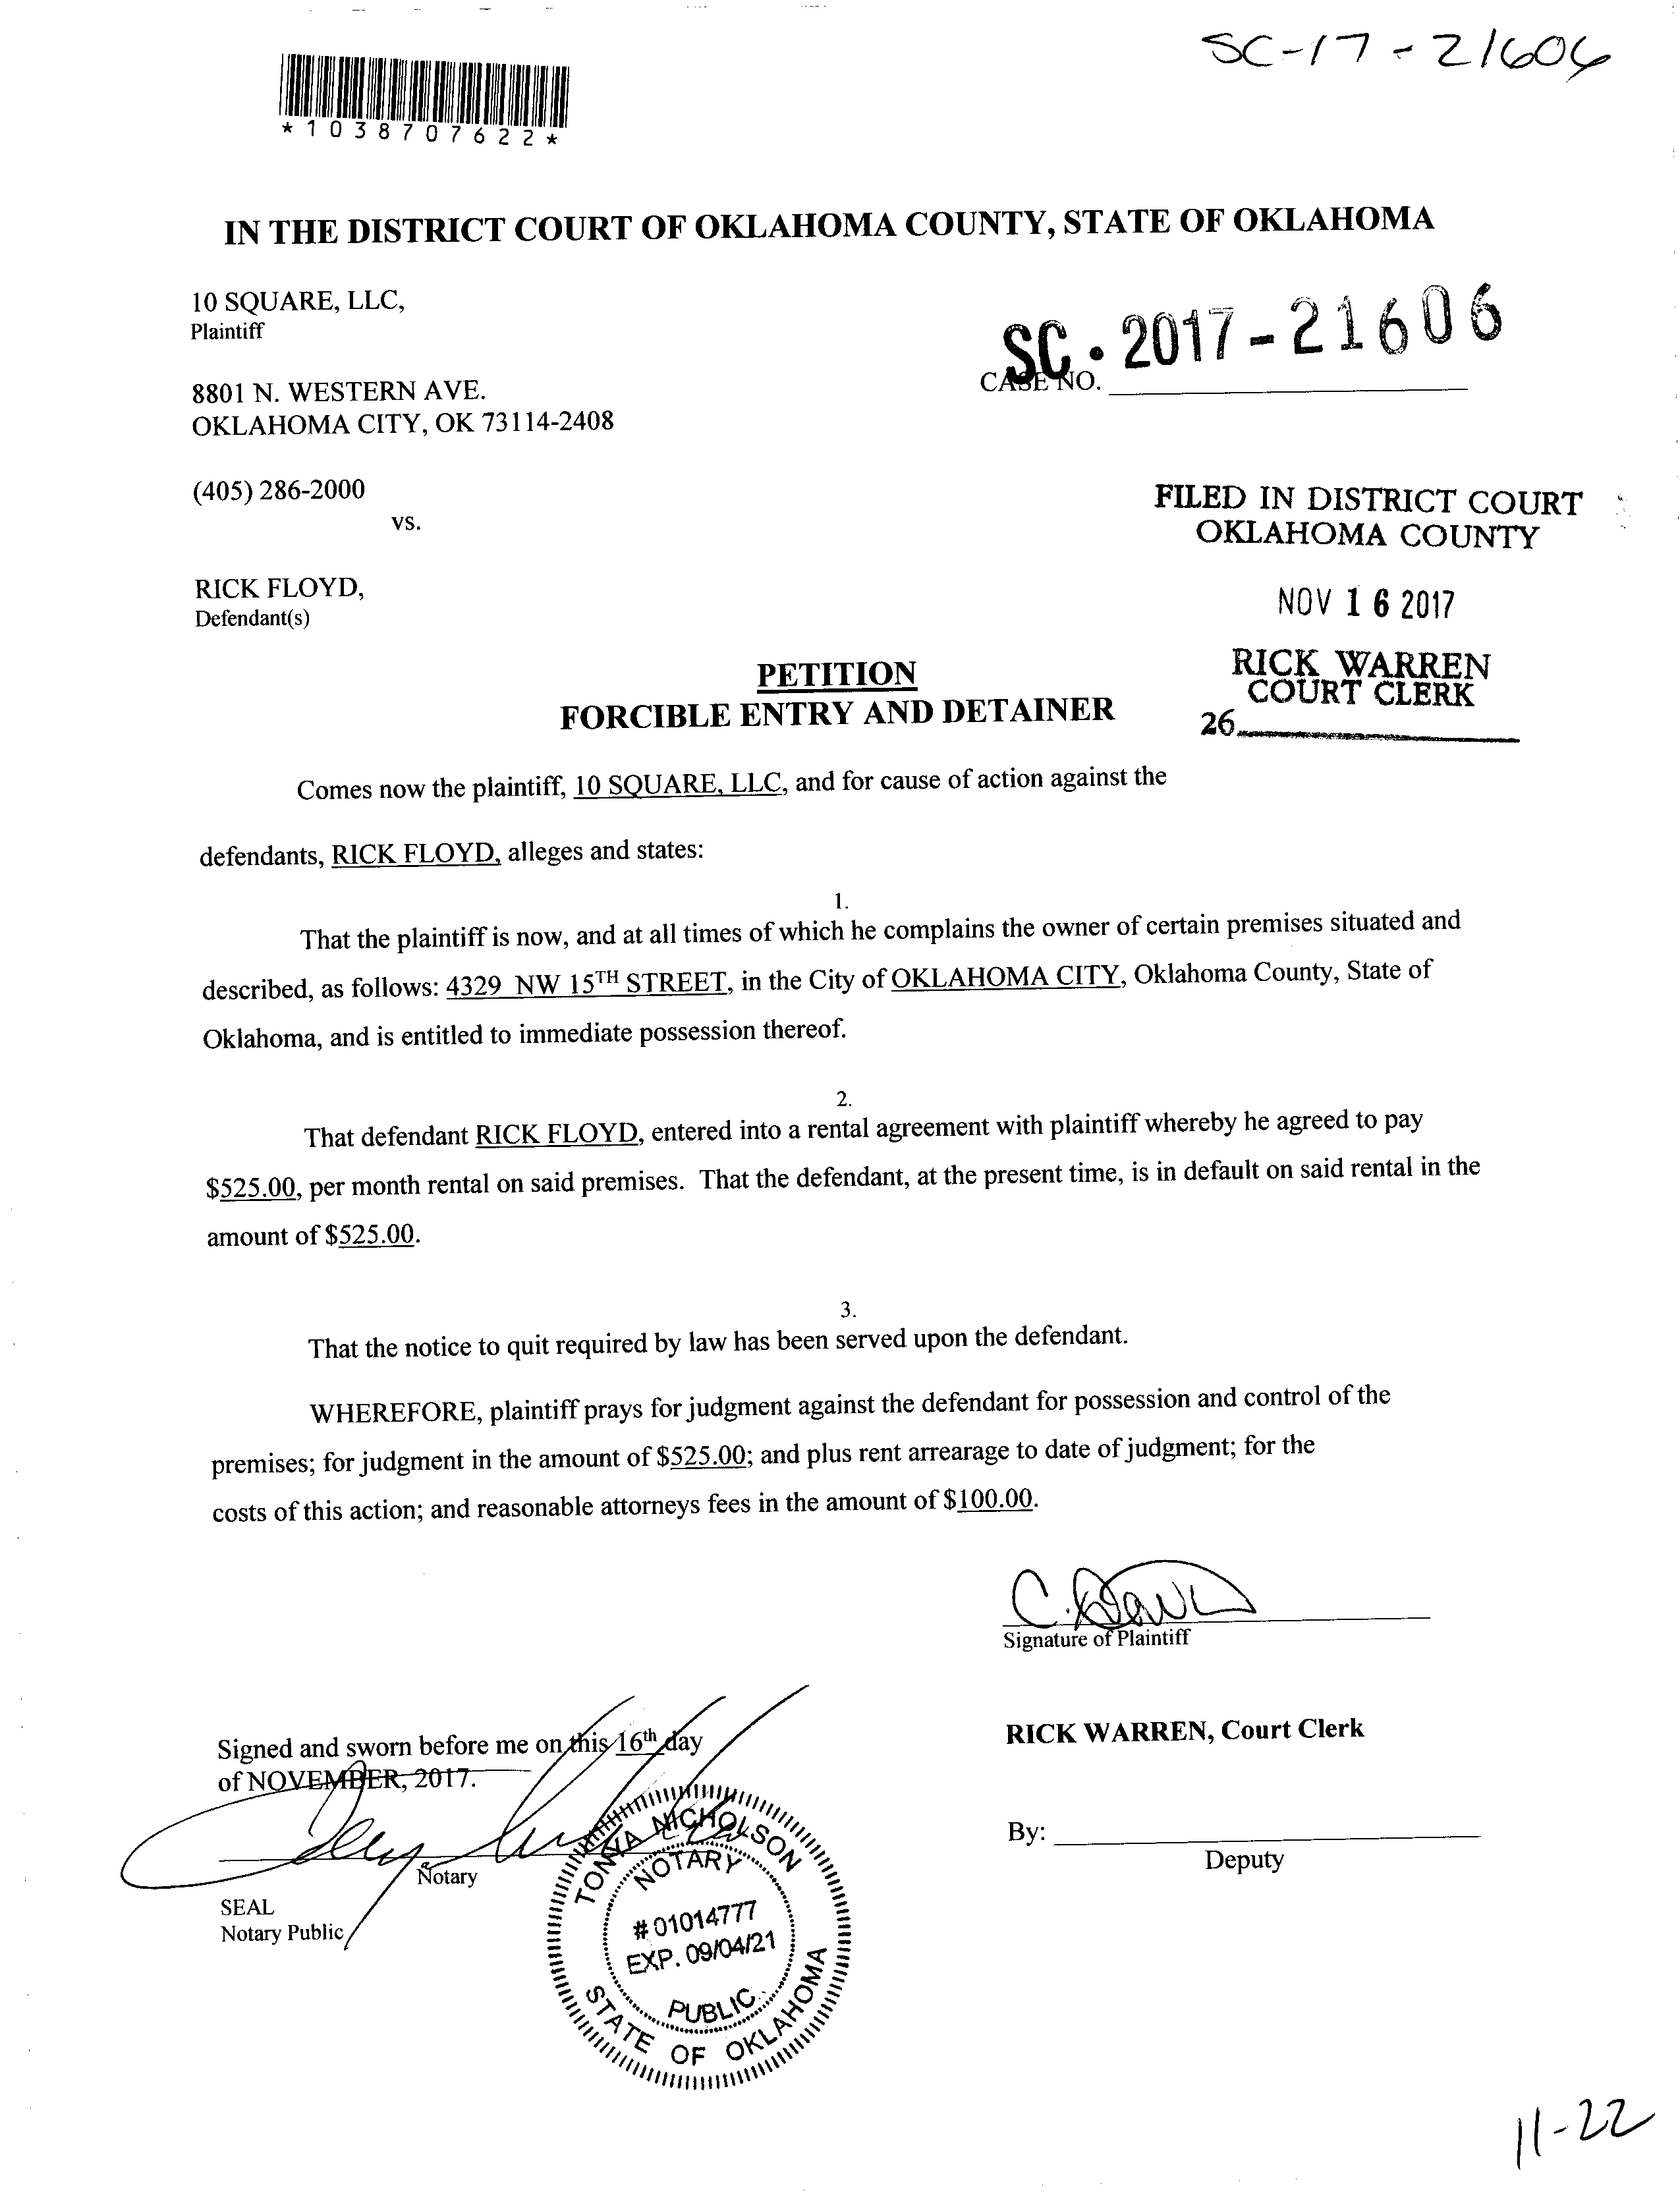 SC-17-21606
*1038707622*
IN THE DISTRICT COURT OF OKLAHOMA COUNTY, STATE OF OKLAHOMA
10 SQUARE, LLC,
Plaintiff
SC. 2017-21606
CASE NO.
8801 N. WESTERN AVE.
OKLAHOMA CITY, OK 73114-2408
(405) 286-2000
vs.
FILED IN DISTRICT COURT
OKLAHOMA COUNTY
RICK FLOYD,
Defendant(s)
NOV 16 2017
RICK WARREN
COURT CLERK
26
PETITION
FORCIBLE ENTRY AND DETAINER
Comes now the plaintiff, 10 SQUARE, LLC, and for cause of action against the
defendants, RICK FLOYD, alleges and states:
1.
That the plaintiff is now, and at all times of which he complains the owner of certain premises situated and
described, as follows: 4329 NW 15TH STREET, in the City of OKLAHOMA CITY, Oklahoma County, State of
Oklahoma, and is entitled to immediate possession thereof.
2.
That defendant RICK FLOYD, entered into a rental agreement with plaintiff whereby he agreed to pay
$525.00, per month rental on said premises. That the defendant, at the present time, is in default on said rental in the
amount of $525.00.
3.
That the notice to quit required by law has been served upon the defendant.
WHEREFORE, plaintiff prays for judgment against the defendant for possession and control of the
premises; for judgment in the amount of $525.00; and plus rent arrearage to date of judgment; for the
costs of this action; and reasonable attorneys fees in the amount of $100.00.
Signature of Plaintiff
RICK WARREN, Court Clerk
Signed and sworn before me on this 16th day
of NOVEMBER, 2017.
By:
Deputy
Notary
SEAL
Notary Public
TONYA NICHOLSON
NOTARY
#01014777
EXP. 09/04/21
PUBLIC
STATE OF OKLAHOMA
11-22